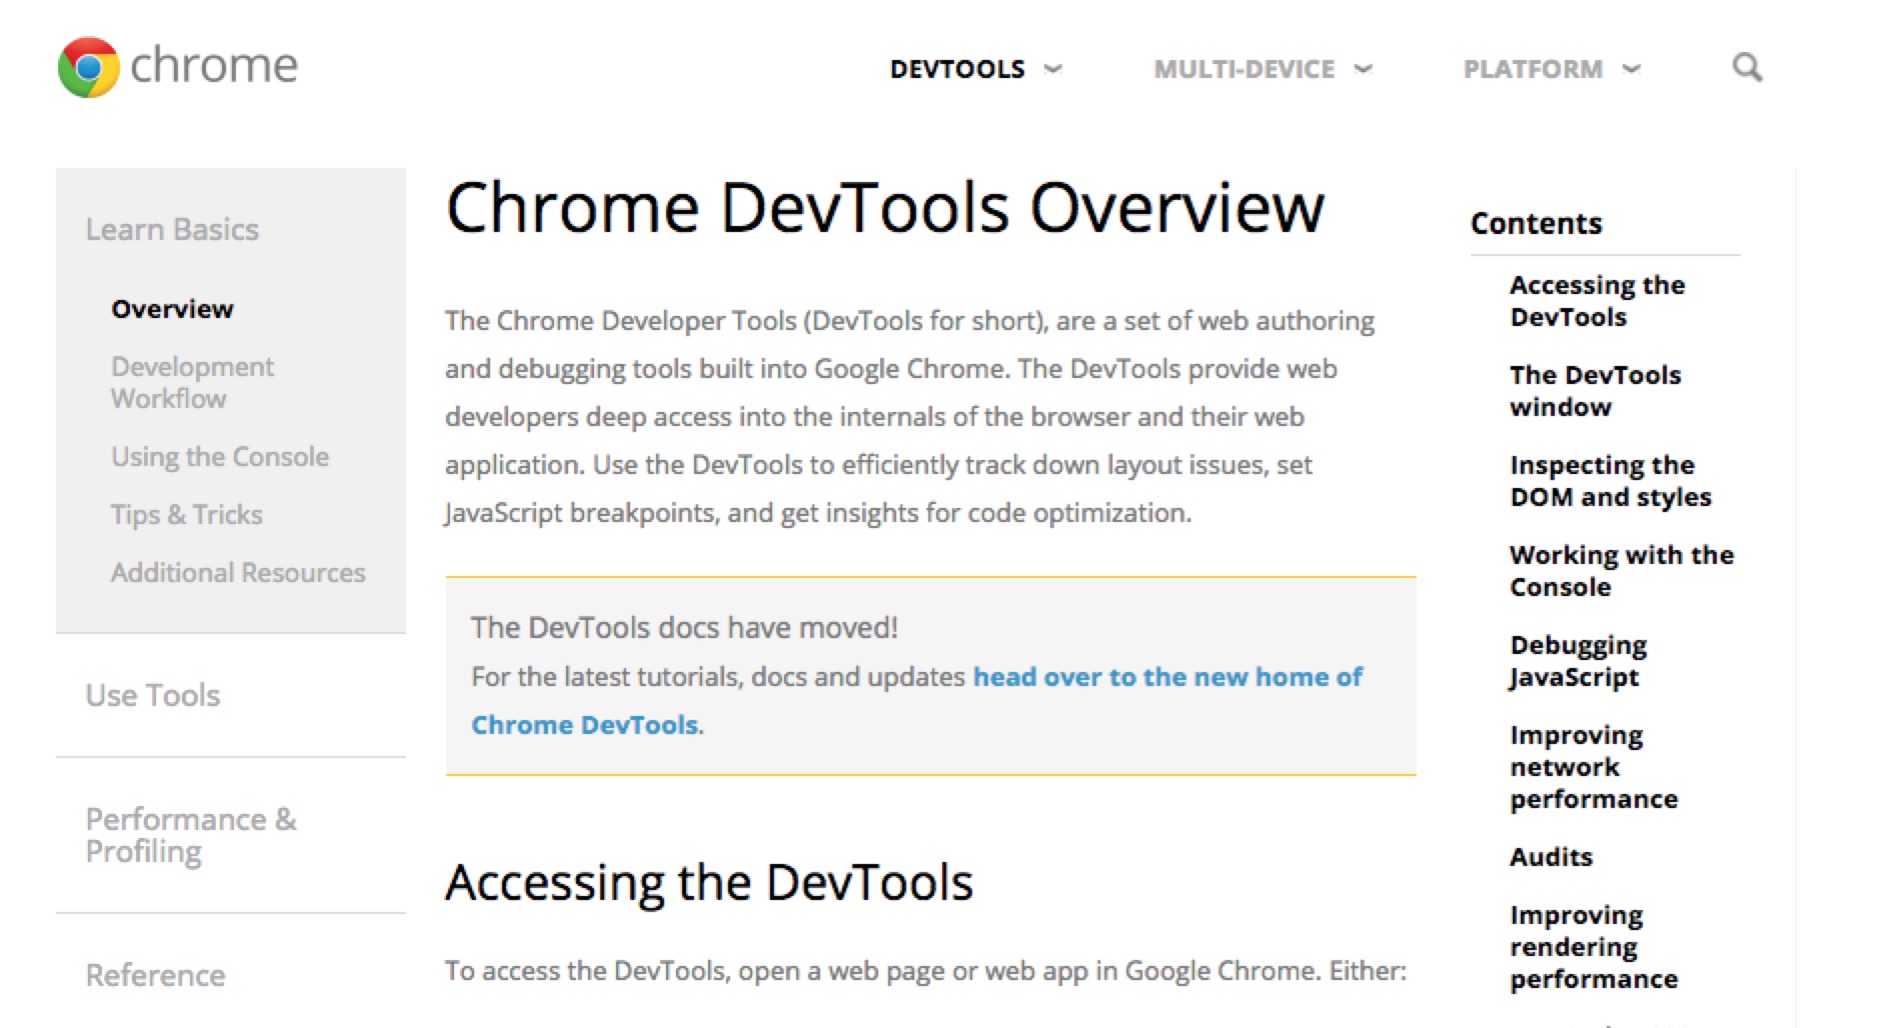 chrome
DEVTOOLS
MULTI-DEVICE
PLATFORM
Learn Basics
Overview
Development
Workflow
Using the Console
Tips & Tricks
Additional Resources
Use Tools
Performance &
Profiling
Reference
Chrome DevTools Overview
The Chrome Developer Tools (DevTools for short), are a set of web authoring
and debugging tools built into Google Chrome. The DevTools provide web
developers deep access into the internals of the browser and their web
application. Use the DevTools to efficiently track down layout issues, set
JavaScript breakpoints, and get insights for code optimization.
The DevTools docs have moved!
For the latest tutorials, docs and updates head over to the new home of
Chrome DevTools.
Accessing the DevTools
To access the DevTools, open a web page or web app in Google Chrome. Either:
Contents
Accessing the
DevTools
The DevTools
window
Inspecting the
DOM and styles
Working with the
Console
Debugging
JavaScript
Improving
network
performance
Audits
Improving
rendering
performance